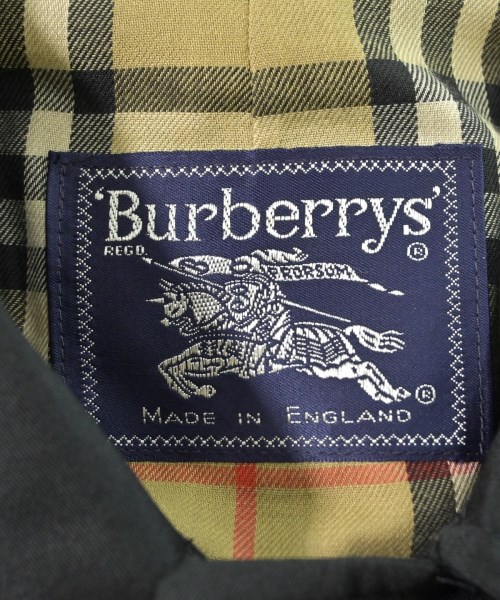 'Burberrys'
REGD. ®
PRORSUM
®
MADE IN ENGLAND